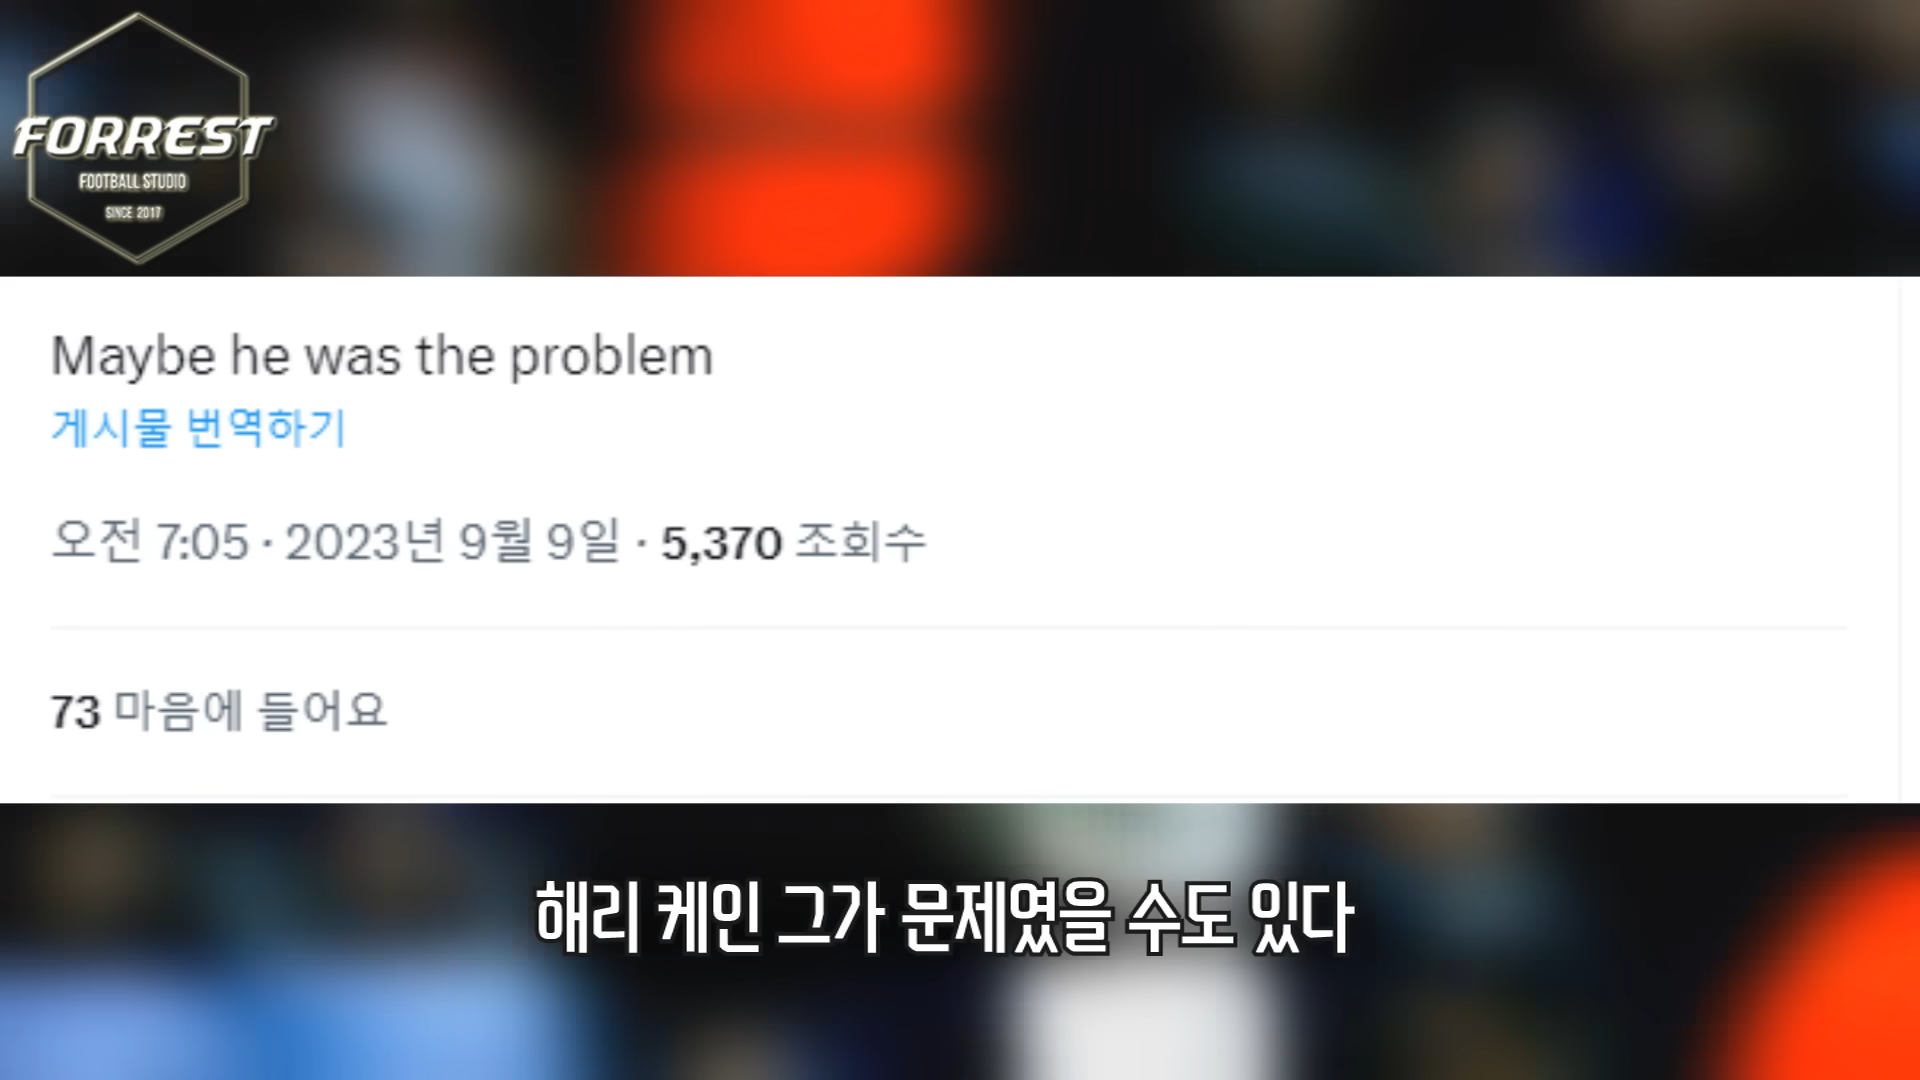 FORREST
FOOTBALL STUDIO
SINCE 2017
Maybe he was the problem
게시물 번역하기
오전 7:05 · 2023년 9월 9일 · 5,370 조회수
73 마음에 들어요
해리 케인 그가 문제였을 수도 있다